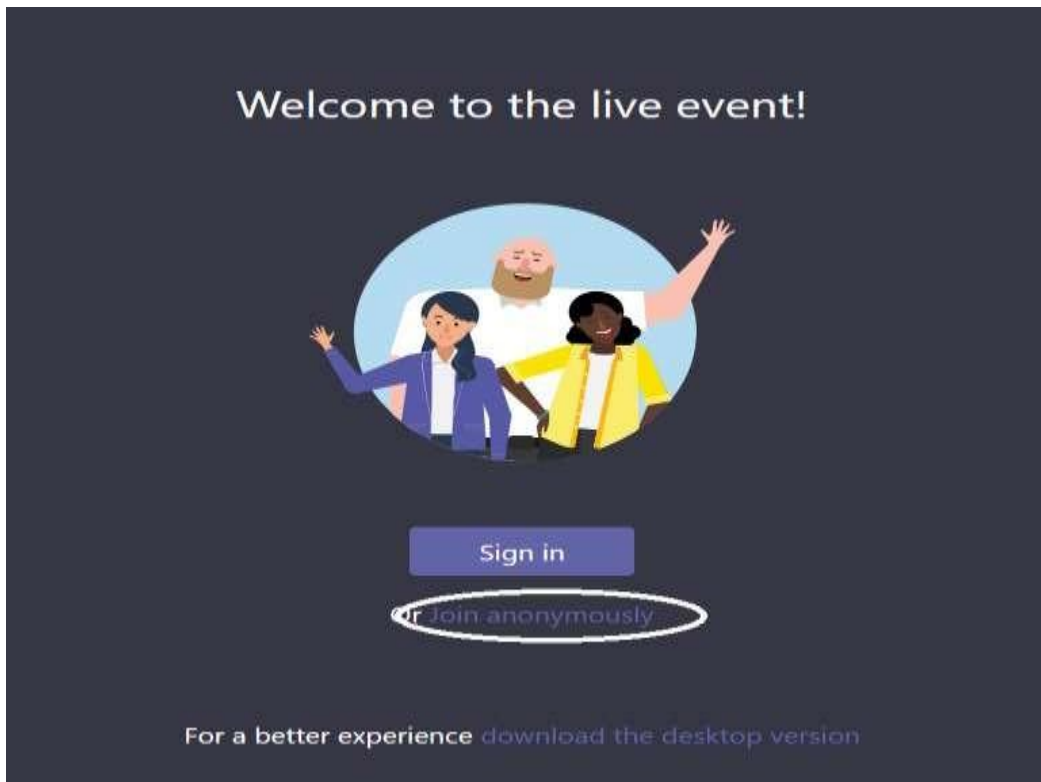 Welcome to the live event!
Sign in
Or Join anonymously
For a better experience download the desktop version